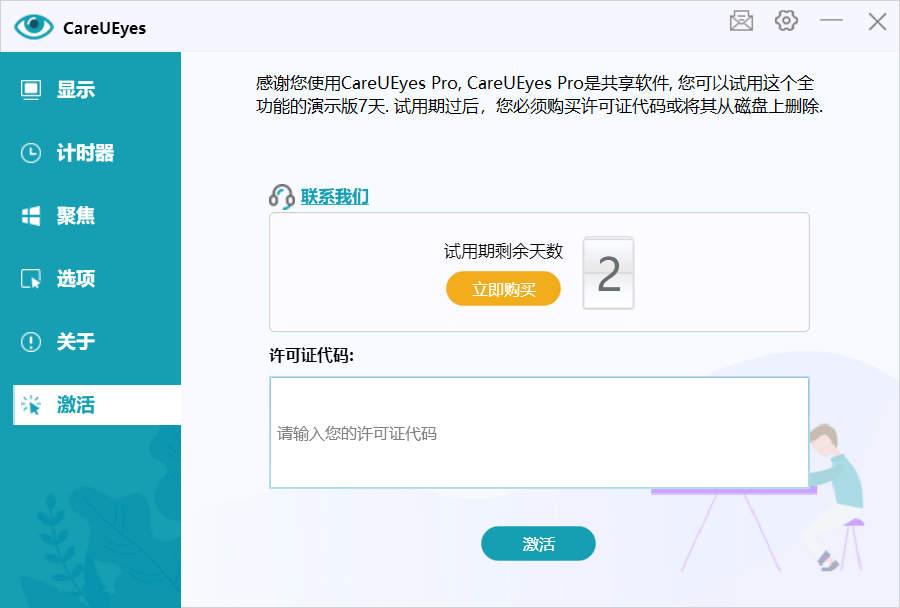 CareUEyes
显示
计时器
聚焦
选项
关于
激活
感谢您使用CareUEyes Pro, CareUEyes Pro是共享软件, 您可以试用这个全
功能的演示版7天. 试用期过后，您必须购买许可证代码或将其从磁盘上删除.
联系我们
试用期剩余天数
2
立即购买
许可证代码:
请输入您的许可证代码
激活